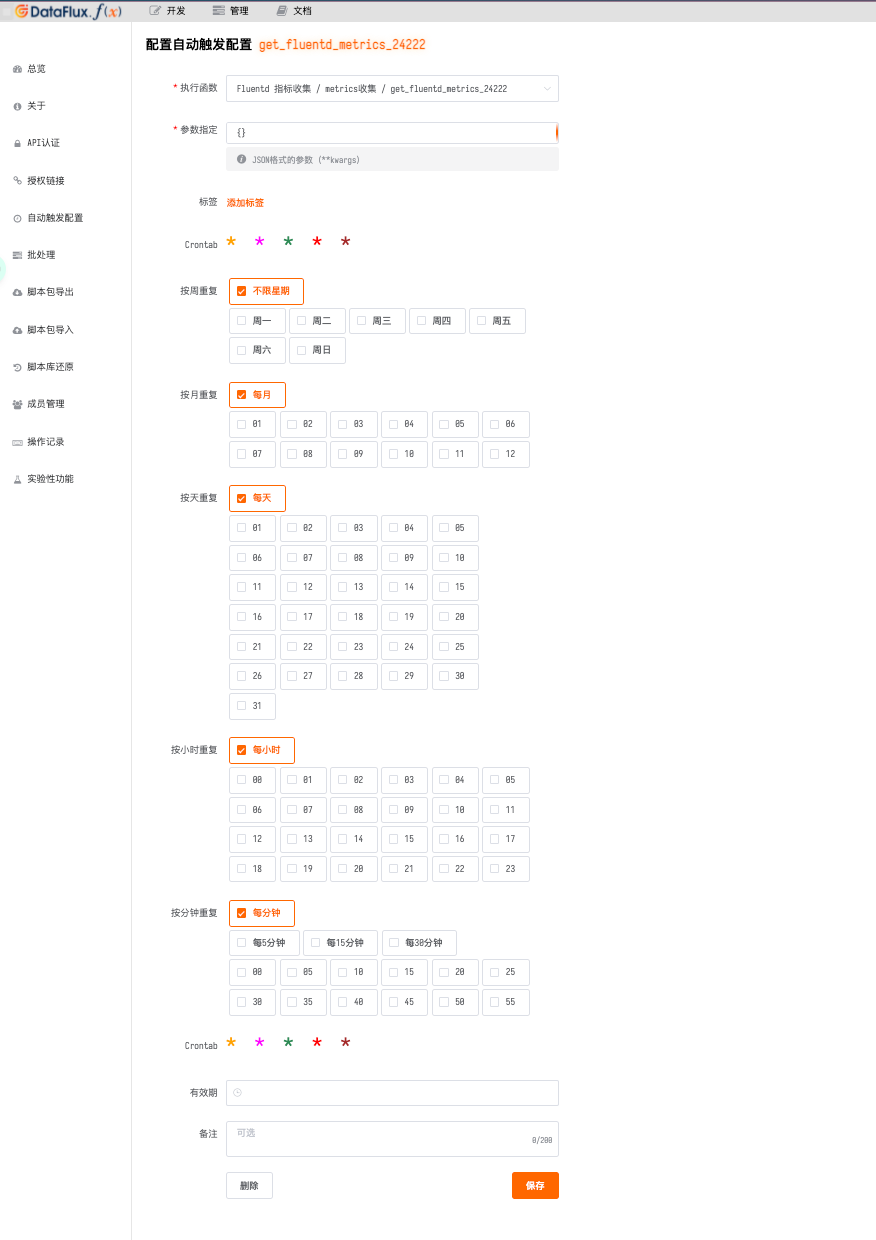 DataFlux.f(x) 开发 管理 文档
配置自动触发配置 get_fluentd_metrics_24222
总览
关于
API认证
授权链接
自动触发配置
批处理
脚本包导出
脚本包导入
脚本库还原
成员管理
操作记录
实验性功能
* 执行函数 Fluentd 指标收集 / metrics收集 / get_fluentd_metrics_24222
* 参数指定 {}
JSON格式的参数 (**kwargs)
标签 添加标签
Crontab * * * * *
按周重复 不限星期
周一 周二 周三 周四 周五
周六 周日
按月重复 每月
01 02 03 04 05 06
07 08 09 10 11 12
按天重复 每天
01 02 03 04 05
06 07 08 09 10
11 12 13 14 15
16 17 18 19 20
21 22 23 24 25
26 27 28 29 30
31
按小时重复 每小时
00 01 02 03 04 05
06 07 08 09 10 11
12 13 14 15 16 17
18 19 20 21 22 23
按分钟重复 每分钟
每5分钟 每15分钟 每30分钟
00 05 10 15 20 25
30 35 40 45 50 55
Crontab * * * * *
有效期
备注 可选
0/200
删除 保存